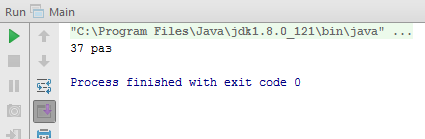 Run Main
"C:\Program Files\Java\jdk1.8.0_121\bin\java" ...
37 раз
Process finished with exit code 0